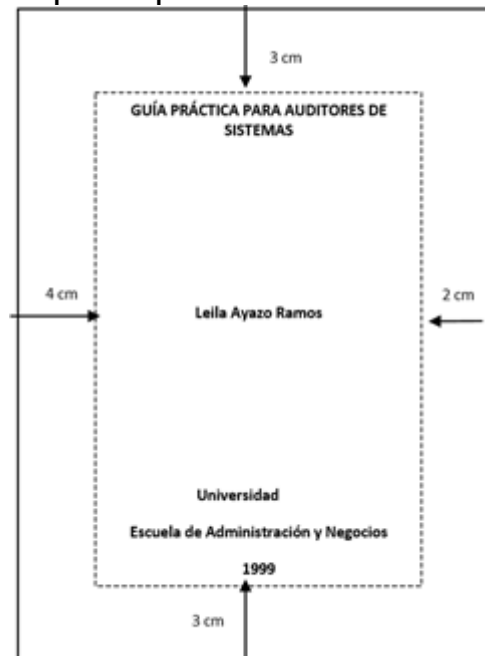 3 cm
GUÍA PRÁCTICA PARA AUDITORES DE
SISTEMAS
4 cm
Leila Ayazo Ramos
2 cm
Universidad
Escuela de Administración y Negocios
1999
3 cm